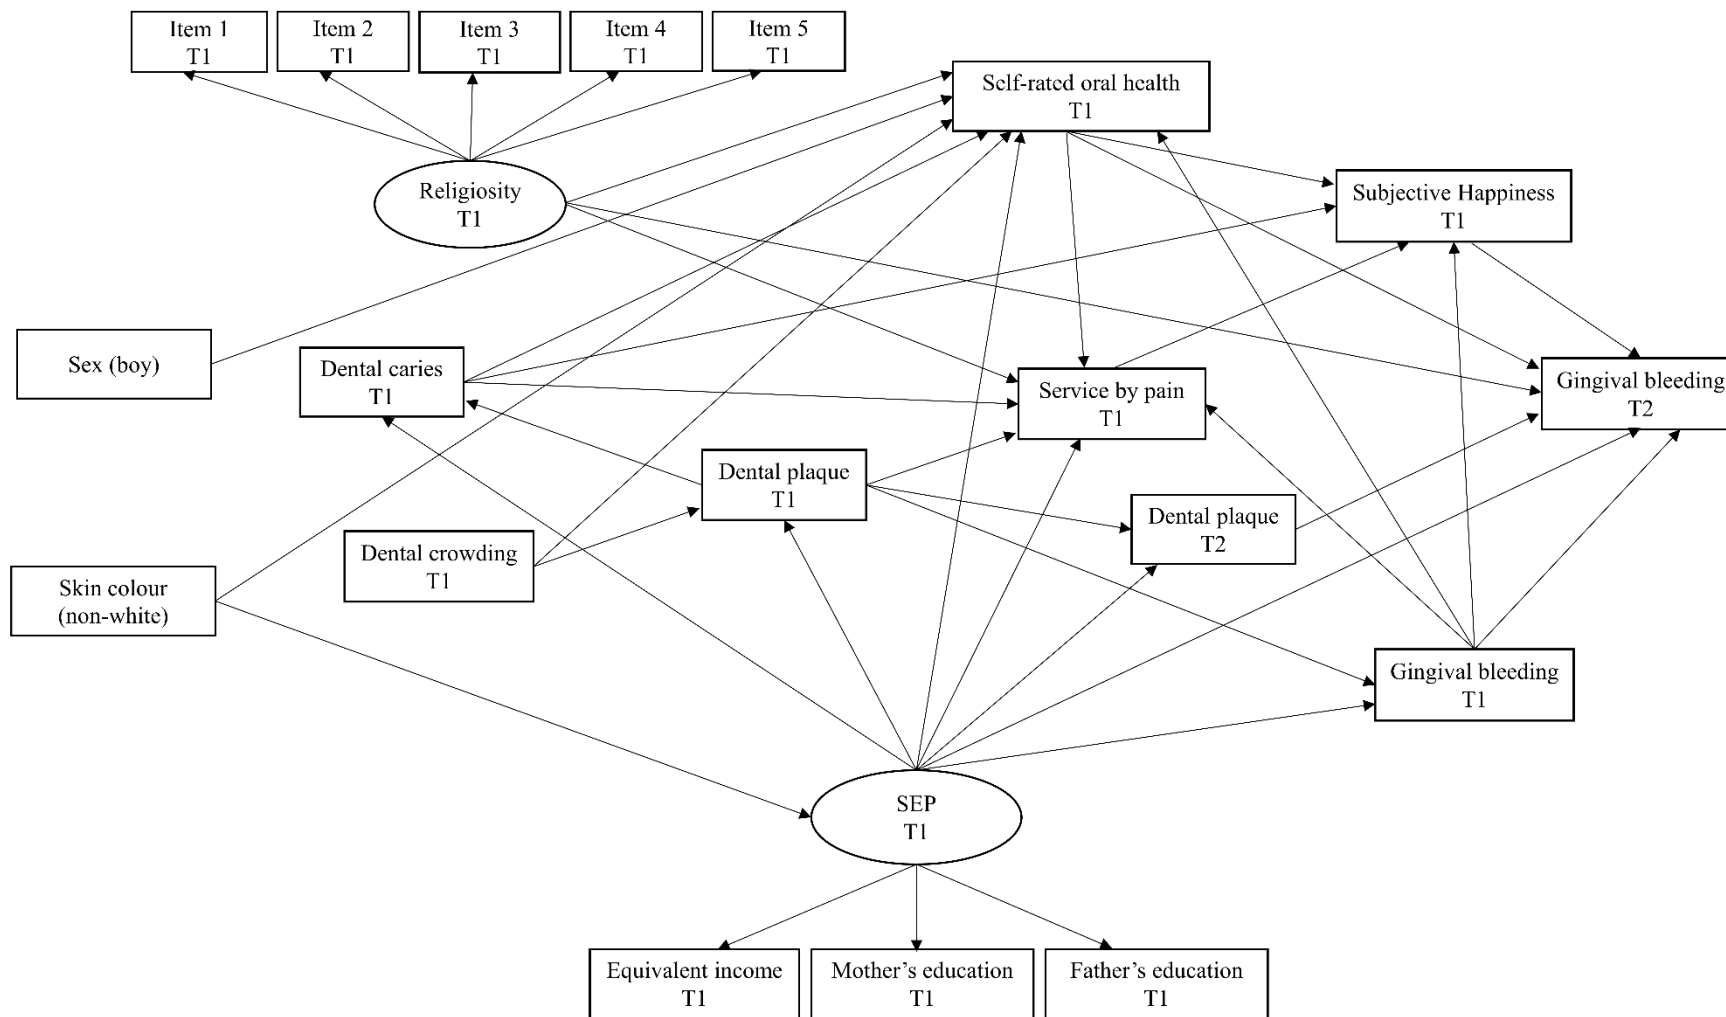 Item 1
T1
Item 2
T1
Item 3
T1
Item 4
T1
Item 5
T1
Self-rated oral health
T1
Religiosity
T1
Subjective Happiness
T1
Sex (boy)
Dental caries
T1
Service by pain
T1
Gingival bleeding
T2
Dental plaque
T1
Dental plaque
T2
Dental crowding
T1
Skin colour
(non-white)
Gingival bleeding
T1
SEP
T1
Equivalent income
T1
Mother’s education
T1
Father’s education
T1